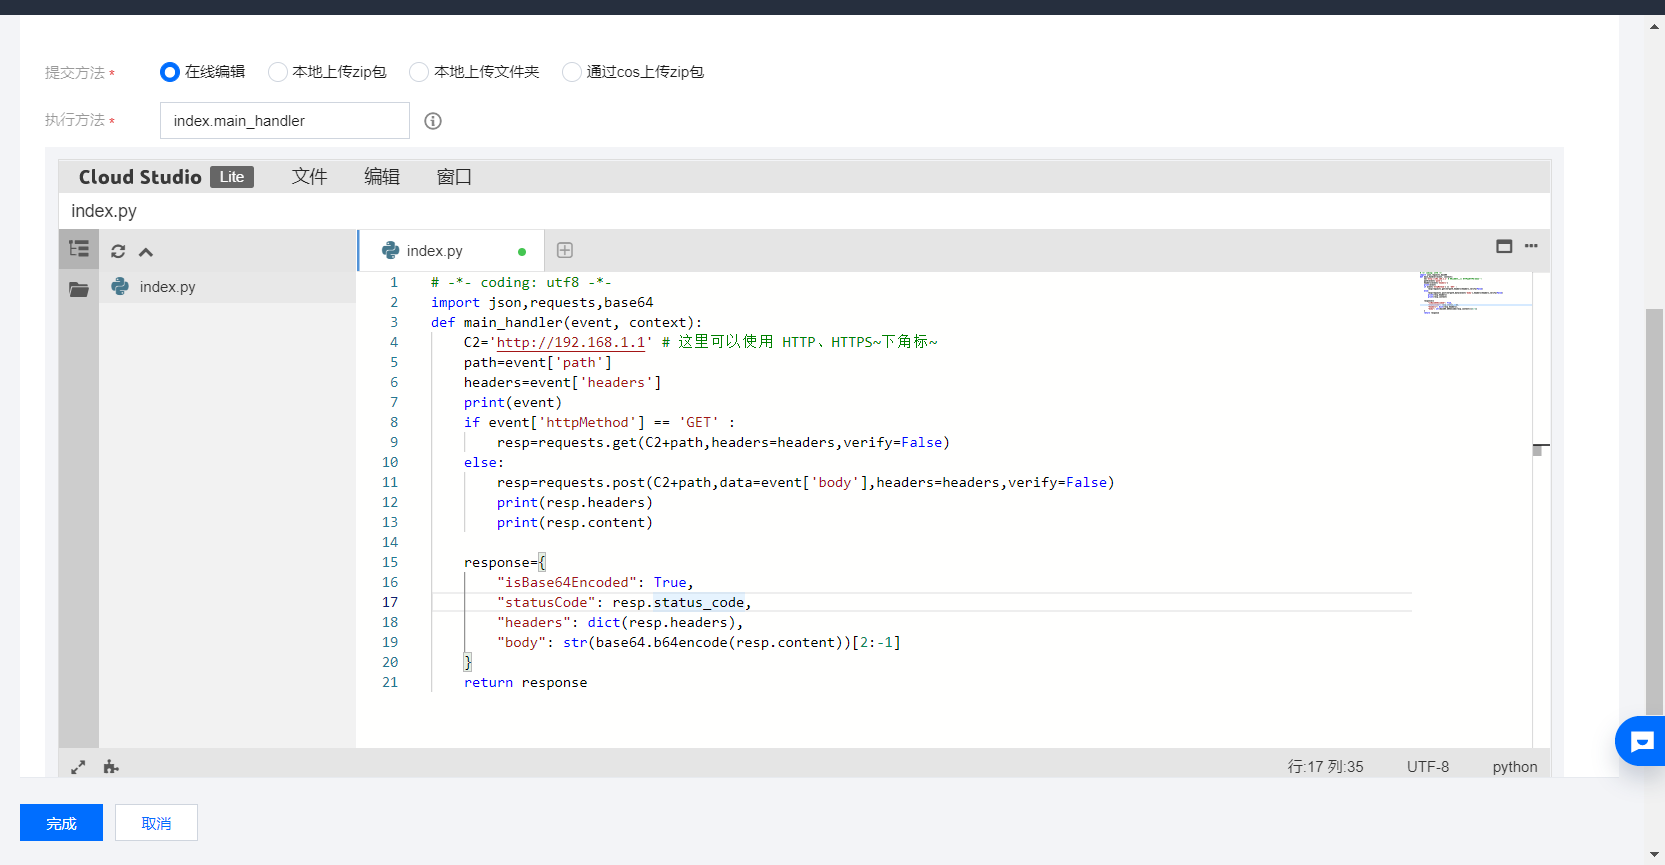 提交方法 * 在线编辑 本地上传zip包 本地上传文件夹 通过cos上传zip包
执行方法 * index.main_handler
Cloud Studio Lite 文件 编辑 窗口
index.py
index.py
index.py
1 # -*- coding: utf8 -*-
2 import json,requests,base64
3 def main_handler(event, context):
4 C2='http://192.168.1.1' # 这里可以使用 HTTP、HTTPS~下角标~
5 path=event['path']
6 headers=event['headers']
7 print(event)
8 if event['httpMethod'] == 'GET' :
9 resp=requests.get(C2+path,headers=headers,verify=False)
10 else:
11 resp=requests.post(C2+path,data=event['body'],headers=headers,verify=False)
12 print(resp.headers)
13 print(resp.content)
14
15 response={
16 "isBase64Encoded": True,
17 "statusCode": resp.status_code,
18 "headers": dict(resp.headers),
19 "body": str(base64.b64encode(resp.content))[2:-1]
20 }
21 return response
行:17 列:35 UTF-8 python
完成 取消